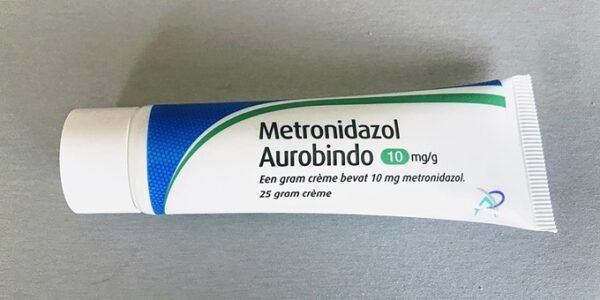 Metronidazol
Aurobindo 10 mg/g
Een gram crème bevat 10 mg metronidazol.
25 gram crème